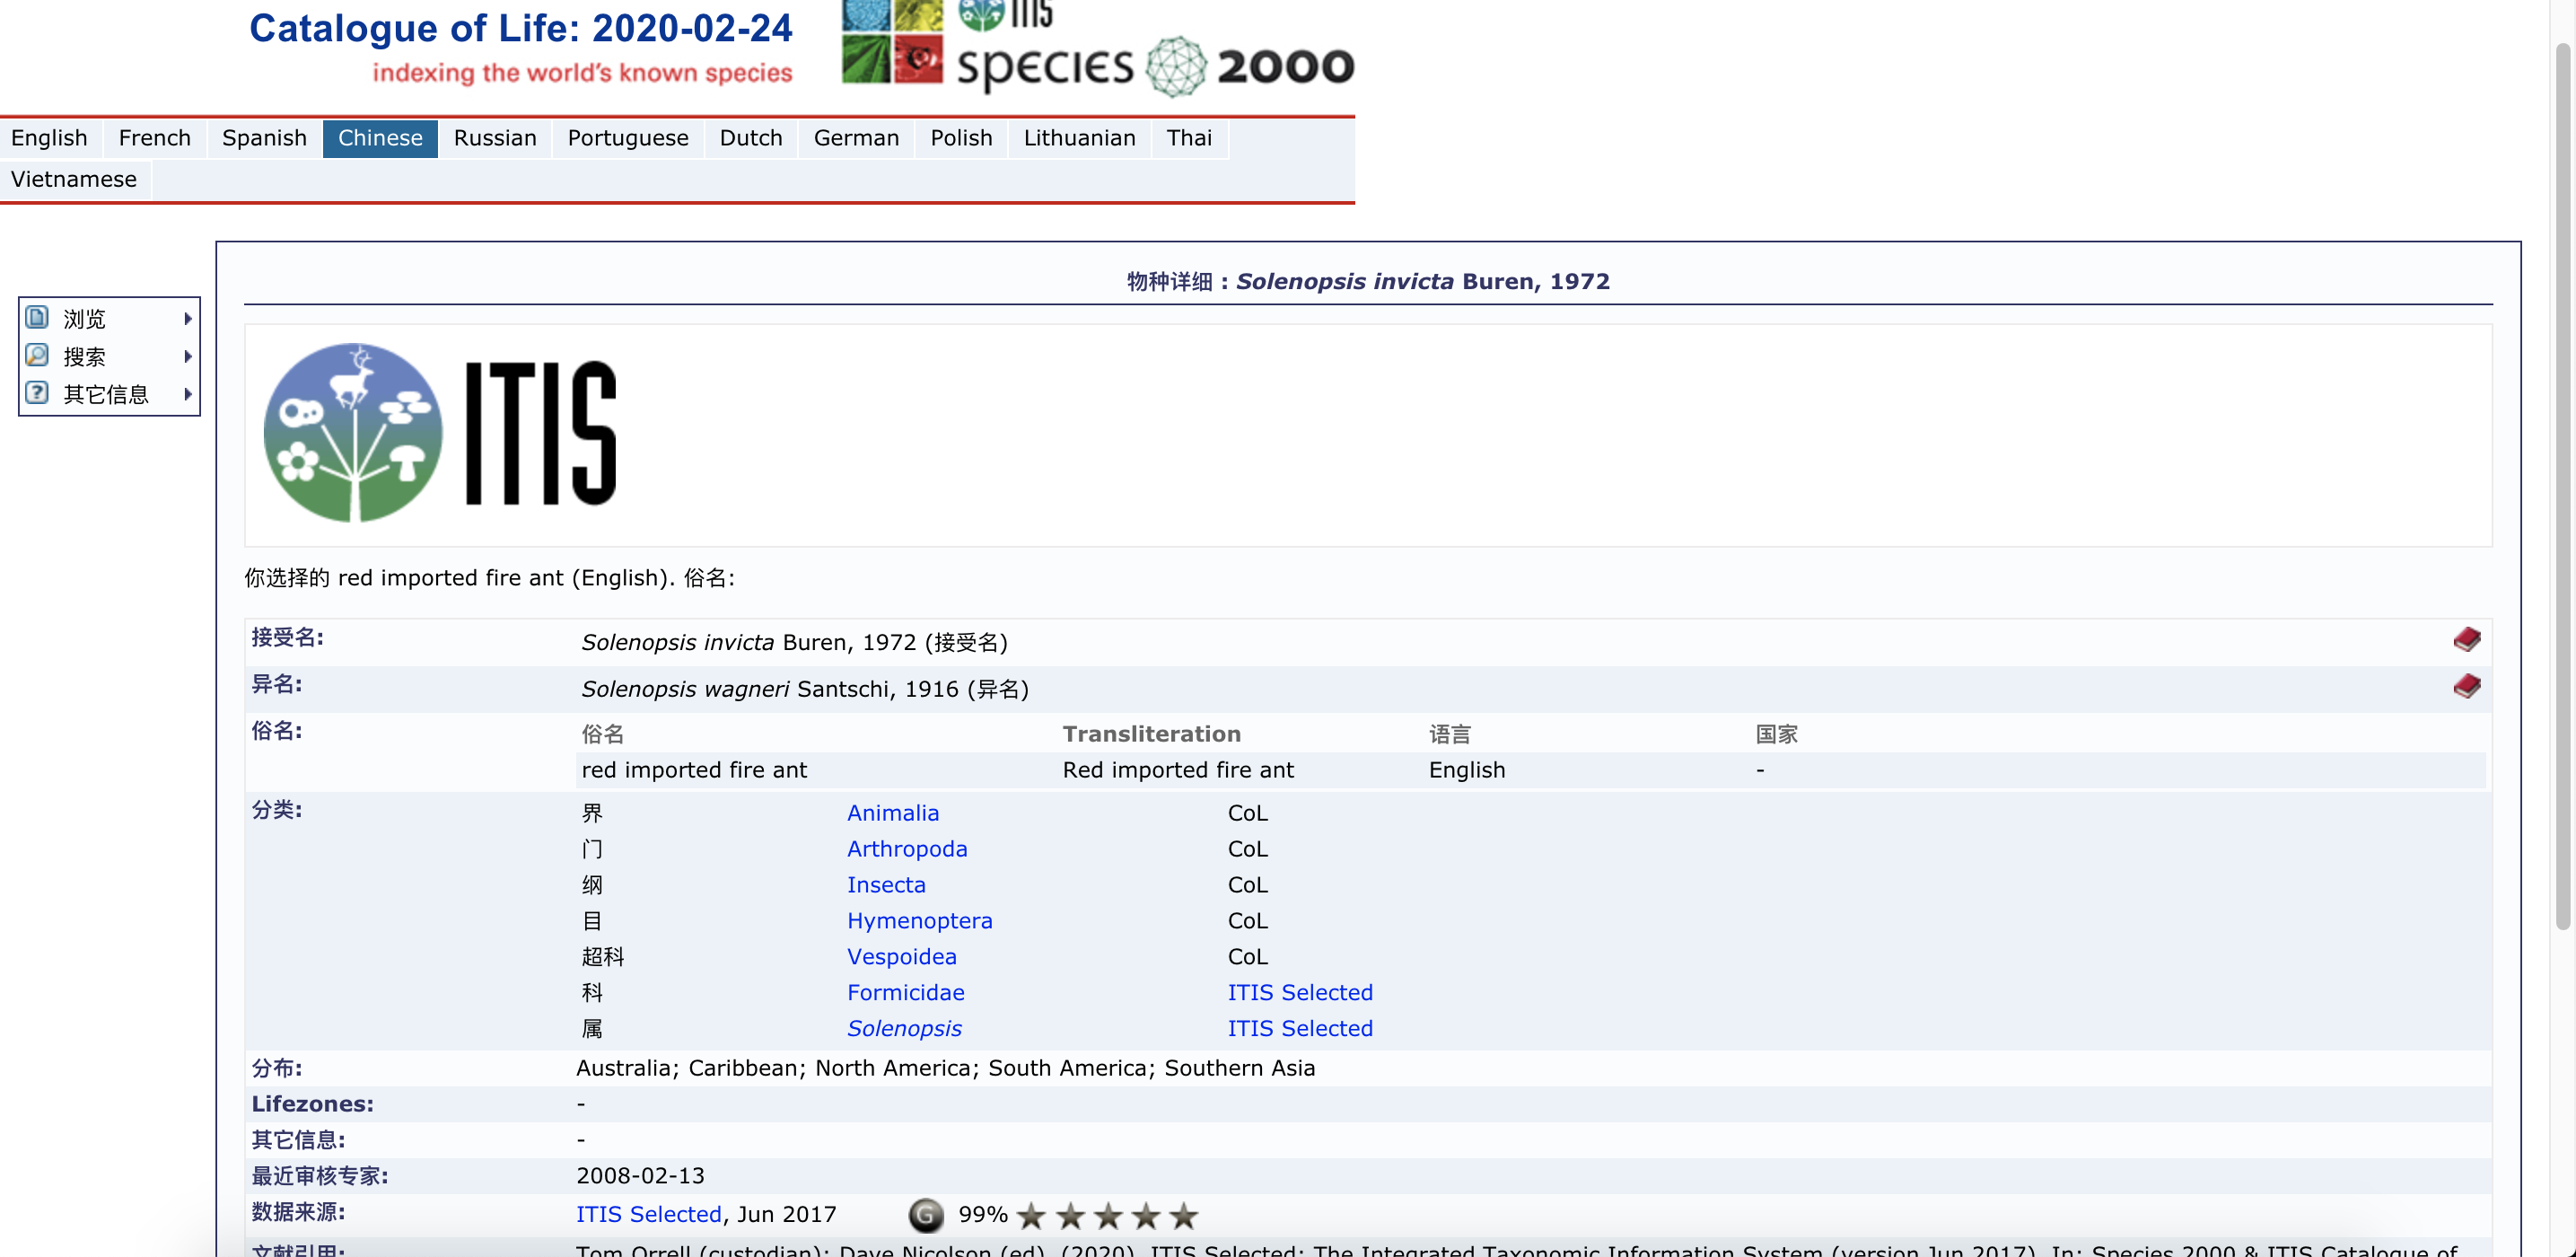 Catalogue of Life: 2020-02-24
indexing the world's known species
ITIS
species 2000
English French Spanish Chinese Russian Portuguese Dutch German Polish Lithuanian Thai
Vietnamese
浏览
搜索
其它信息
物种详细 : Solenopsis invicta Buren, 1972
ITIS
你选择的 red imported fire ant (English). 俗名:
接受名: Solenopsis invicta Buren, 1972 (接受名)
异名: Solenopsis wagneri Santschi, 1916 (异名)
俗名: 俗名 Transliteration 语言 国家
red imported fire ant Red imported fire ant English -
分类: 界 Animalia CoL
门 Arthropoda CoL
纲 Insecta CoL
目 Hymenoptera CoL
超科 Vespoidea CoL
科 Formicidae ITIS Selected
属 Solenopsis ITIS Selected
分布: Australia; Caribbean; North America; South America; Southern Asia
Lifezones: -
其它信息: -
最近审核专家: 2008-02-13
数据来源: ITIS Selected, Jun 2017 G 99%
文献引用: Tom Orrell (custodian); Dave Nicolson (ed). (2020). ITIS Selected: The Integrated Taxonomic Information System (version Jun 2017). In: Species 2000 & ITIS Catalogue of